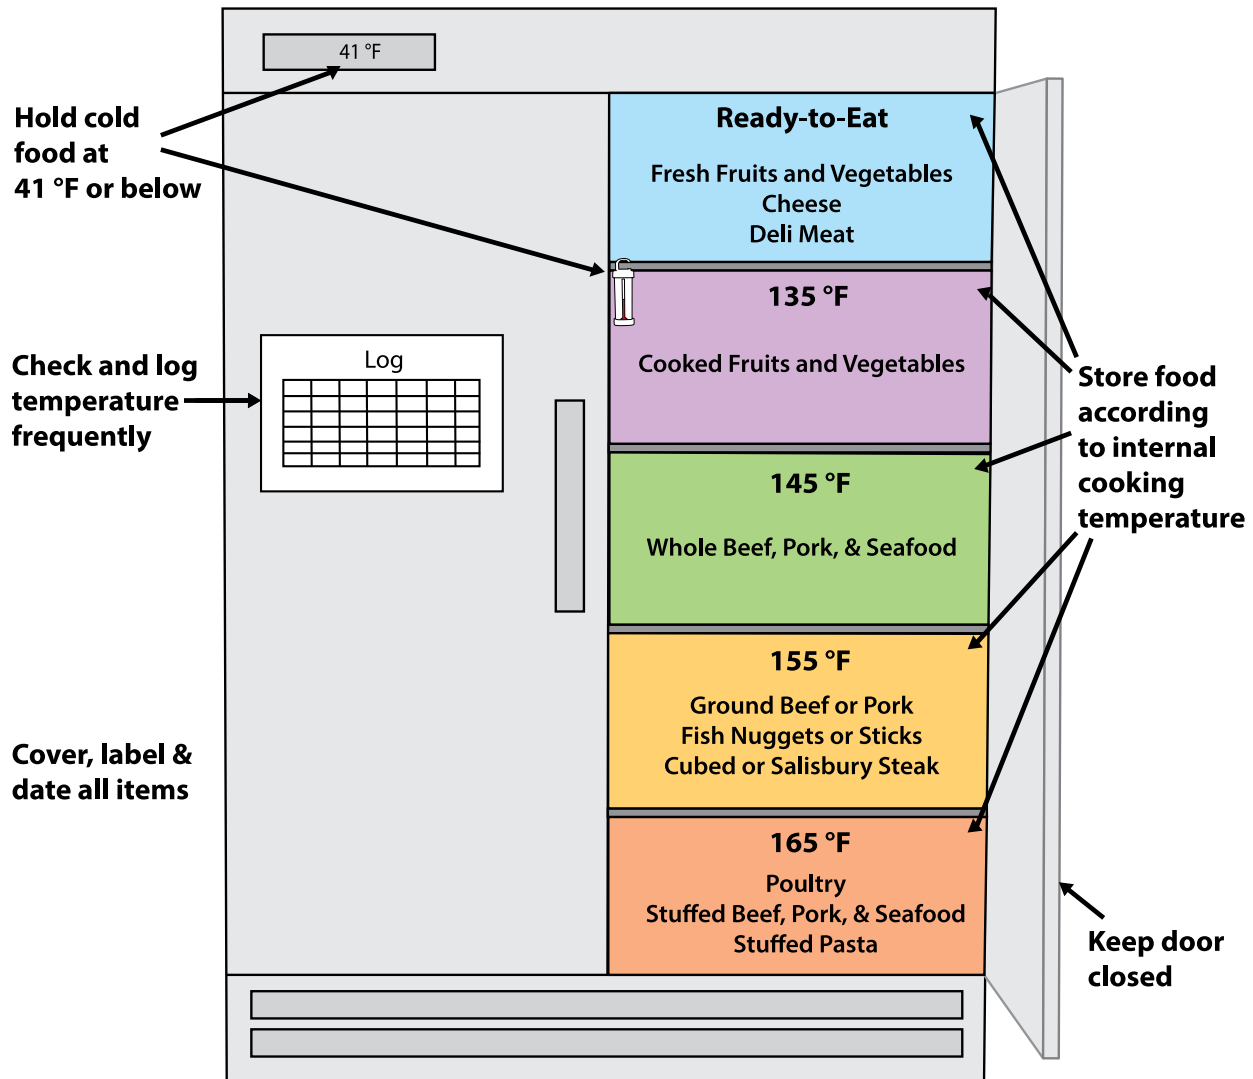 41 °F
Hold cold
food at
41 °F or below
Ready-to-Eat
Fresh Fruits and Vegetables
Cheese
Deli Meat
135 °F
Cooked Fruits and Vegetables
Check and log
temperature
frequently
Log
Store food
according
to internal
cooking
temperature
145 °F
Whole Beef, Pork, & Seafood
155 °F
Ground Beef or Pork
Fish Nuggets or Sticks
Cubed or Salisbury Steak
Cover, label &
date all items
165 °F
Poultry
Stuffed Beef, Pork, & Seafood
Stuffed Pasta
Keep door
closed